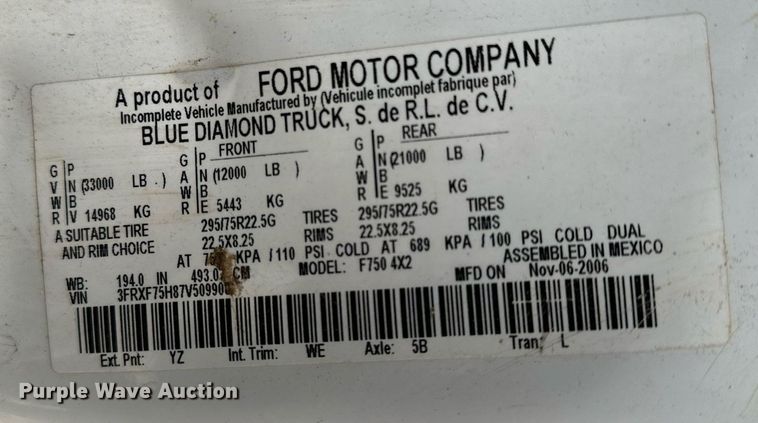 A product of FORD MOTOR COMPANY
Incomplete Vehicle Manufactured by (Vehicule incomplet fabrique par)
BLUE DIAMOND TRUCK, S. de R.L. de C.V.
G P G P FRONT G P REAR
V N (33000 LB .) A N (12000 LB ) A N (21000 LB )
W B W B W B
R V 14968 KG R E 5443 KG R E 9525 KG
A SUITABLE TIRE 295/75R22.5G TIRES 295/75R22.5G TIRES
AND RIM CHOICE 22.5X8.25 RIMS 22.5X8.25 RIMS
AT KPA/110 PSI COLD AT 689 KPA/100 PSI COLD DUAL
WB: 194.0 IN CM MODEL: F750 4X2 ASSEMBLED IN MEXICO
VIN MFD ON Nov-06-2006
Ext. Pnt: YZ Int. Trim: WE Axle: 5B Tran: L
Purple Wave Auction